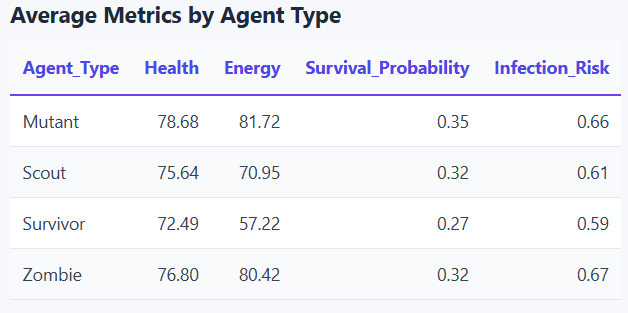 Average Metrics by Agent Type
Agent_Type Health Energy Survival_Probability Infection_Risk
Mutant 78.68 81.72 0.35 0.66
Scout 75.64 70.95 0.32 0.61
Survivor 72.49 57.22 0.27 0.59
Zombie 76.80 80.42 0.32 0.67